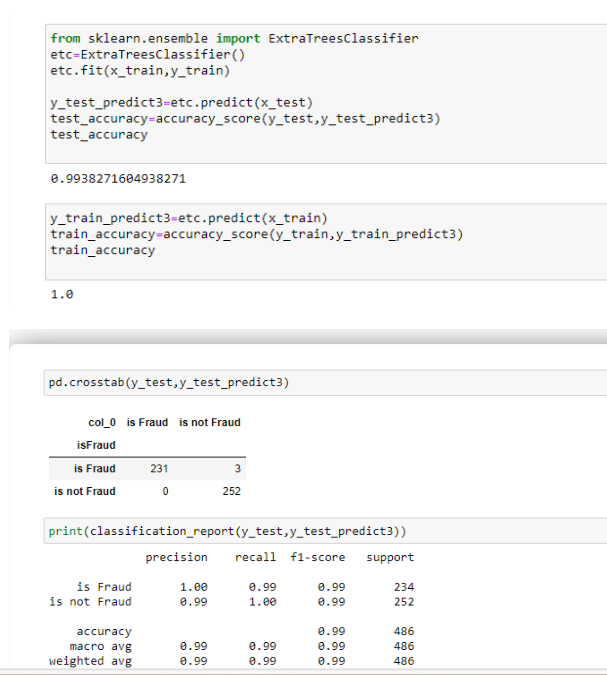 from sklearn.ensemble import ExtraTreesClassifier
etc=ExtraTreesClassifier()
etc.fit(x_train,y_train)
y_test_predict3=etc.predict(x_test)
test_accuracy=accuracy_score(y_test,y_test_predict3)
test_accuracy
0.9938271604938271
y_train_predict3=etc.predict(x_train)
train_accuracy=accuracy_score(y_train,y_train_predict3)
train_accuracy
1.0
pd.crosstab(y_test,y_test_predict3)
col_0 is Fraud is not Fraud
isFraud
is Fraud 231 3
is not Fraud 0 252
print(classification_report(y_test,y_test_predict3))
precision recall f1-score support
is Fraud 1.00 0.99 0.99 234
is not Fraud 0.99 1.00 0.99 252
accuracy 0.99 486
macro avg 0.99 0.99 0.99 486
weighted avg 0.99 0.99 0.99 486